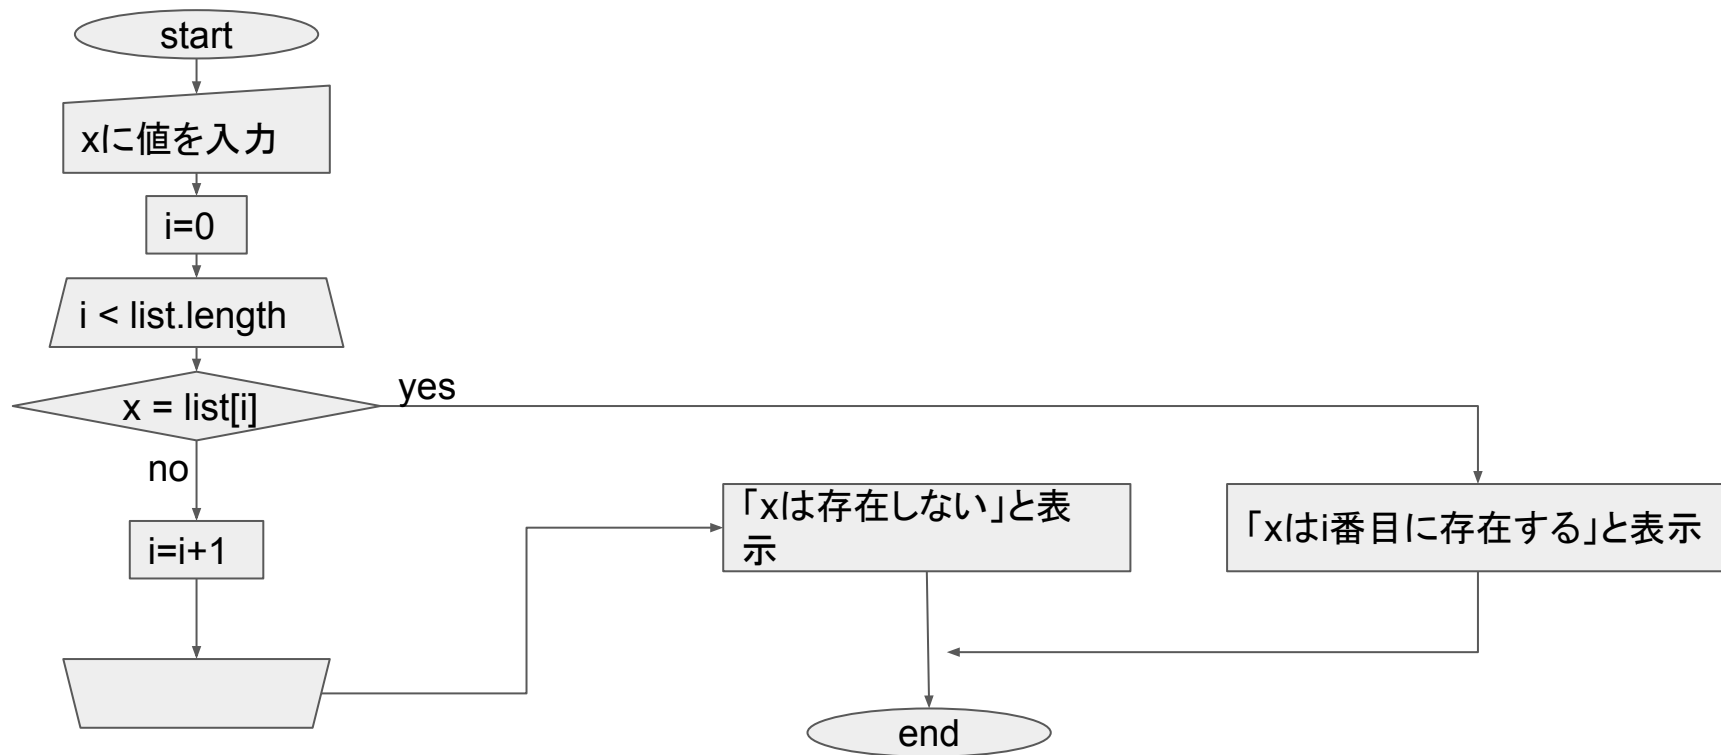 start
xに値を入力
i=0
i < list.length
x = list[i]
yes
no
i=i+1
「xは存在しない」と表
示
「xはi番目に存在する」と表示
end